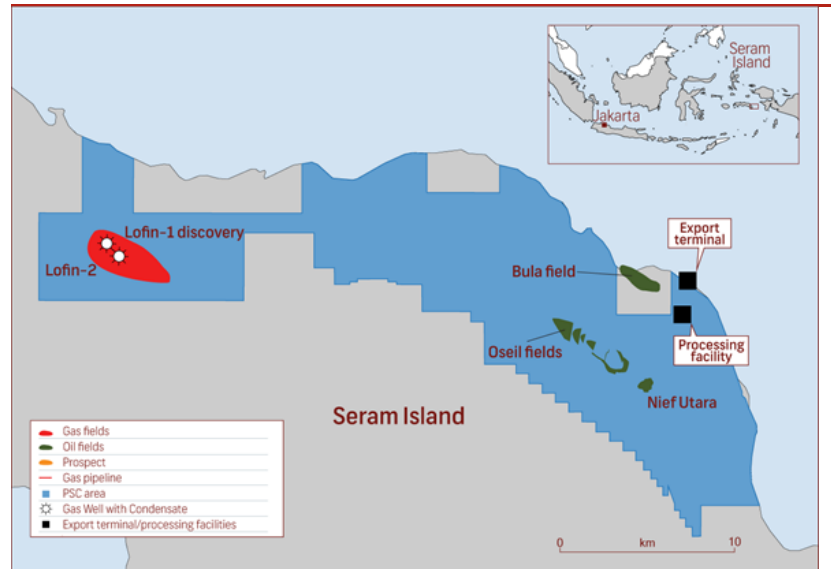 Seram
Island
Jakarta
Lofin-1 discovery
Lofin-2
Export
terminal
Bula field
Processing
facility
Oseil fields
Nief Utara
Seram Island
Gas fields
Oil fields
Prospect
Gas pipeline
PSC area
Gas Well with Condensate
Export terminal/processing facilities
0 km 10